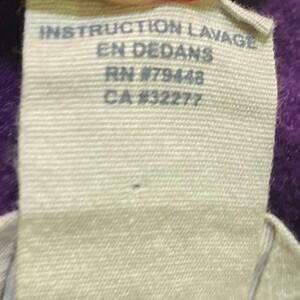 INSTRUCTION LAVAGE
EN DEDANS
RN #79448
CA #32277